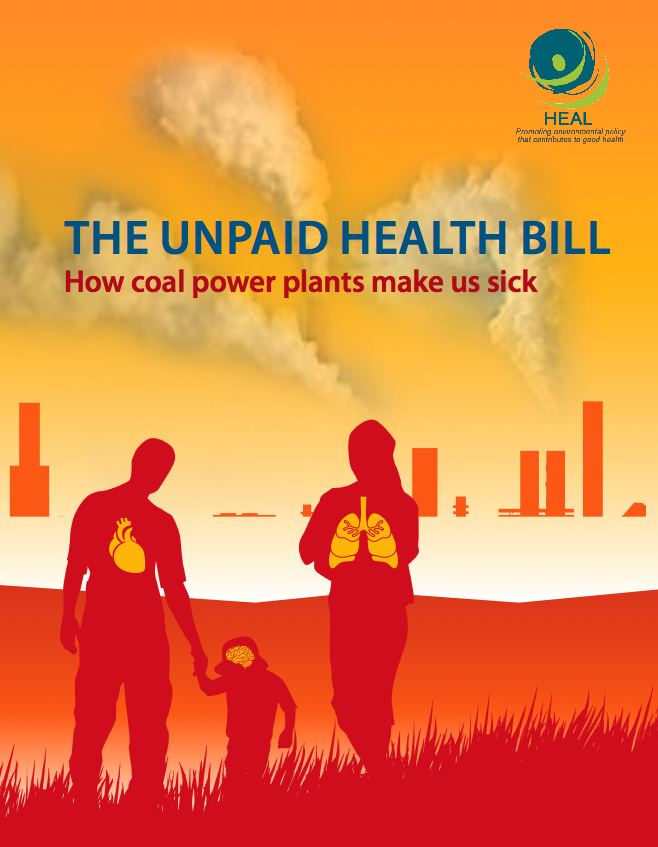 HEAL
Promoting environmental policy
that contributes to good health
THE UNPAID HEALTH BILL
How coal power plants make us sick